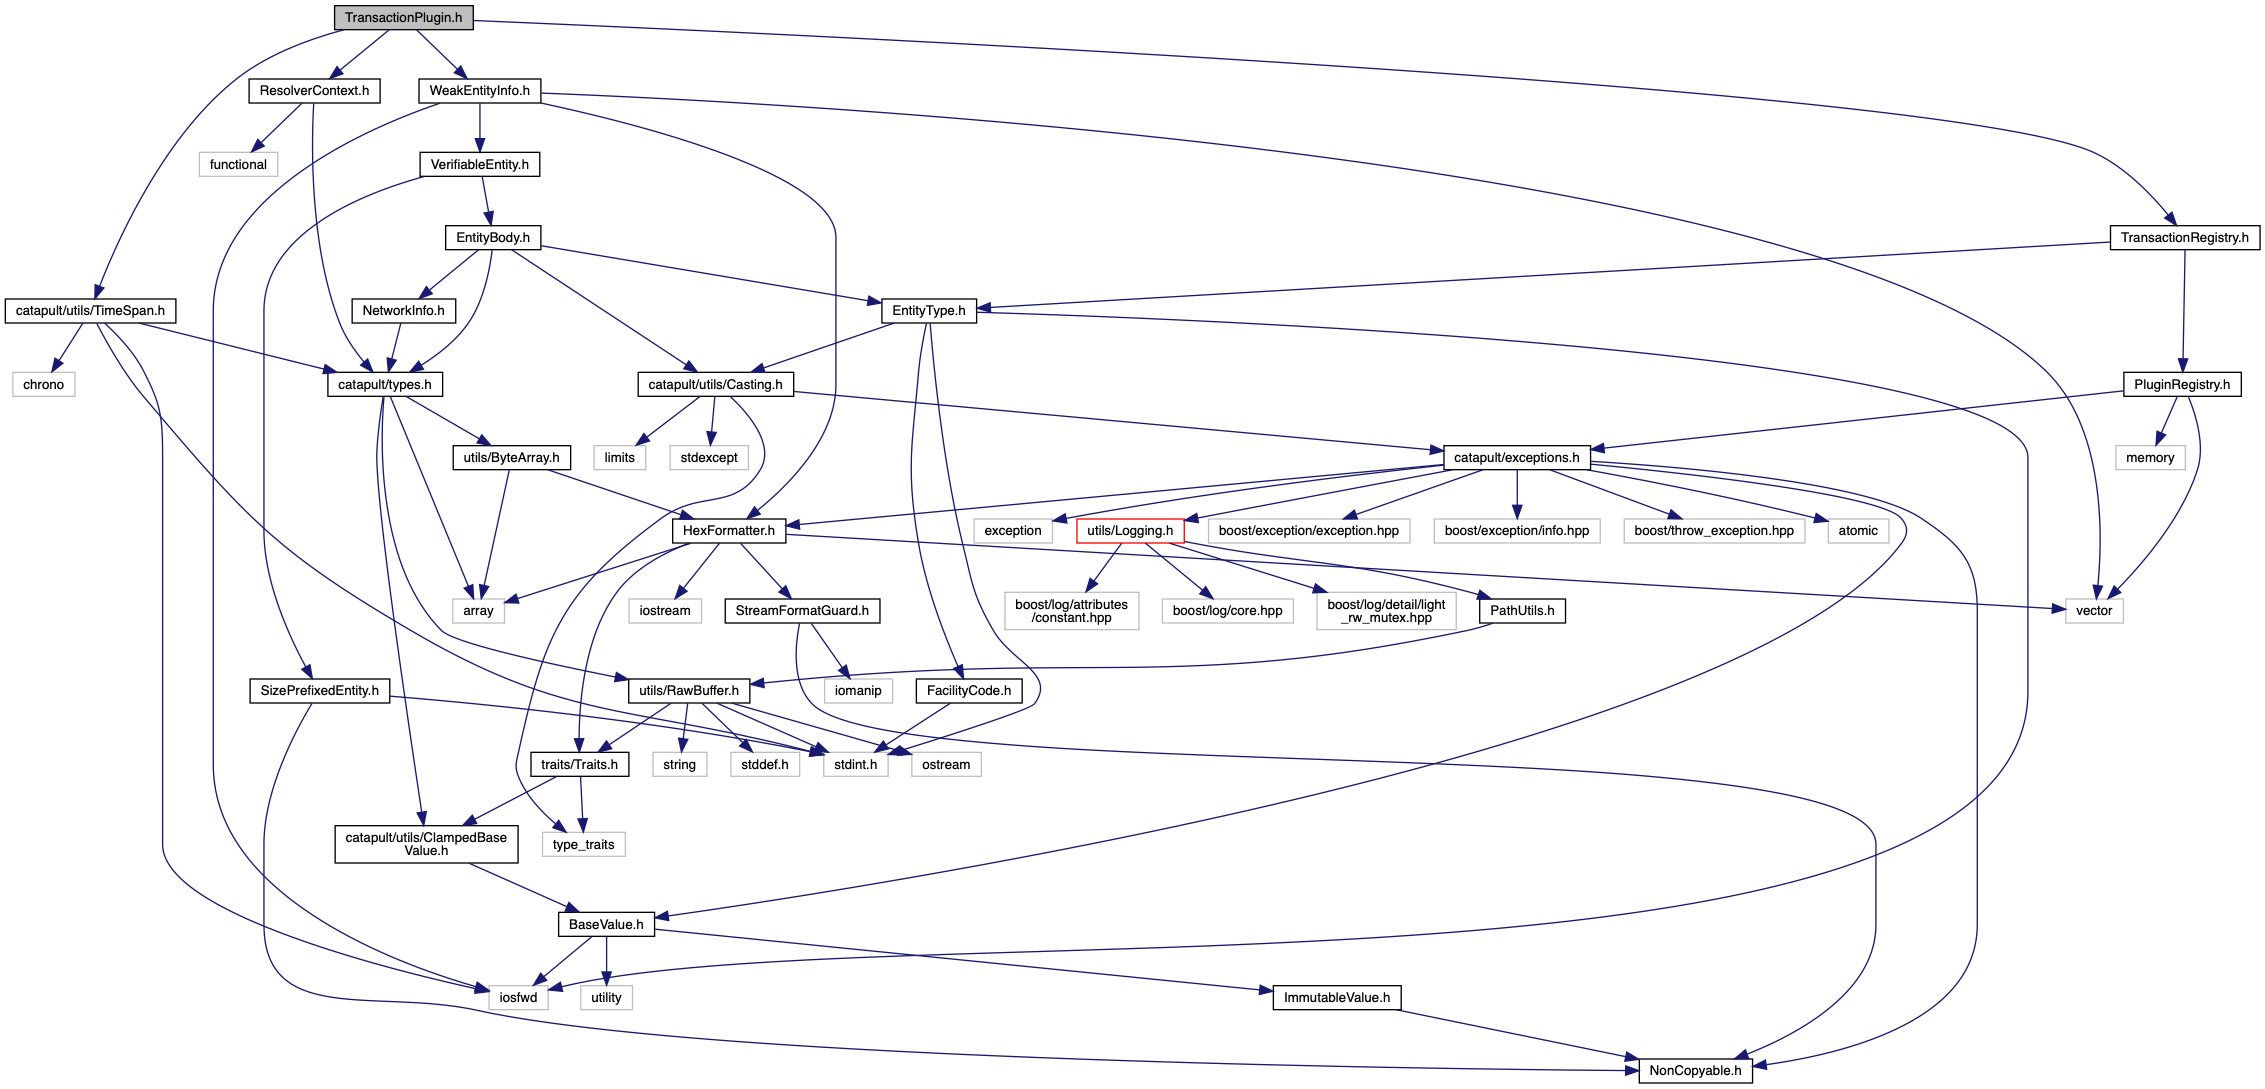 TransactionPlugin.h
ResolverContext.h
WeakEntityInfo.h
functional
VerifiableEntity.h
EntityBody.h
TransactionRegistry.h
catapult/utils/TimeSpan.h
NetworkInfo.h
EntityType.h
chrono
catapult/types.h
catapult/utils/Casting.h
PluginRegistry.h
utils/ByteArray.h
limits
stdexcept
catapult/exceptions.h
memory
HexFormatter.h
exception
utils/Logging.h
boost/exception/exception.hpp
boost/exception/info.hpp
boost/throw_exception.hpp
atomic
array
iostream
StreamFormatGuard.h
boost/log/attributes
/constant.hpp
boost/log/core.hpp
boost/log/detail/light
_rw_mutex.hpp
PathUtils.h
vector
SizePrefixedEntity.h
utils/RawBuffer.h
iomanip
FacilityCode.h
traits/Traits.h
string
stddef.h
stdint.h
ostream
catapult/utils/ClampedBase
Value.h
type_traits
BaseValue.h
iosfwd
utility
ImmutableValue.h
NonCopyable.h